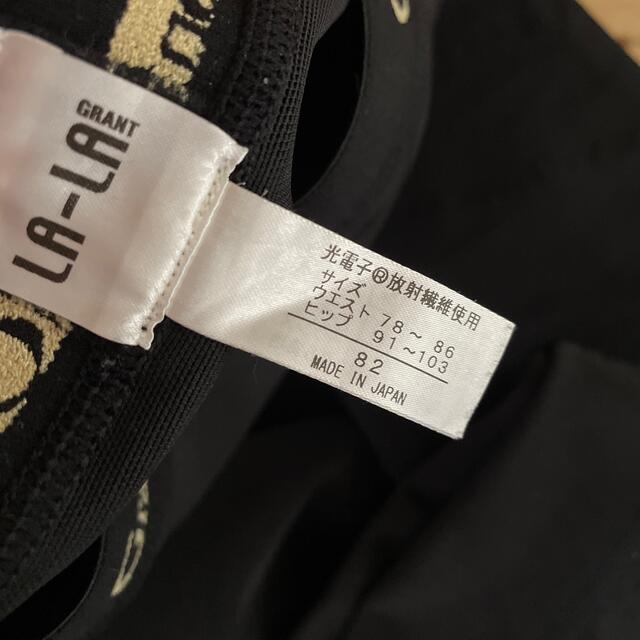 GRANT
LA-LA
光電子®放射繊維使用
サイズ
ウエスト 78～ 86
ヒップ 91～103
82
MADE IN JAPAN